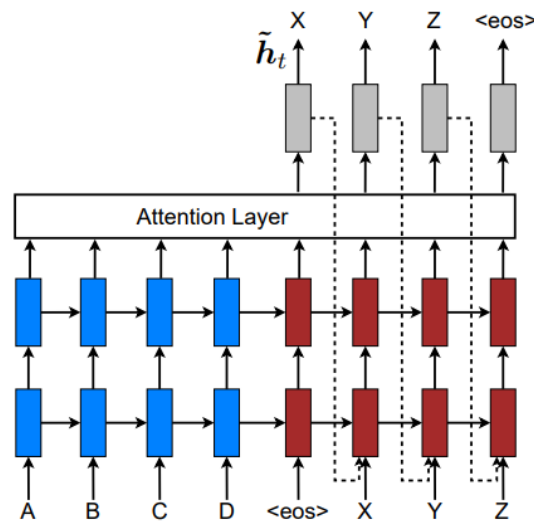 X Y Z <eos>
h̃t
Attention Layer
A B C D <eos> X Y Z